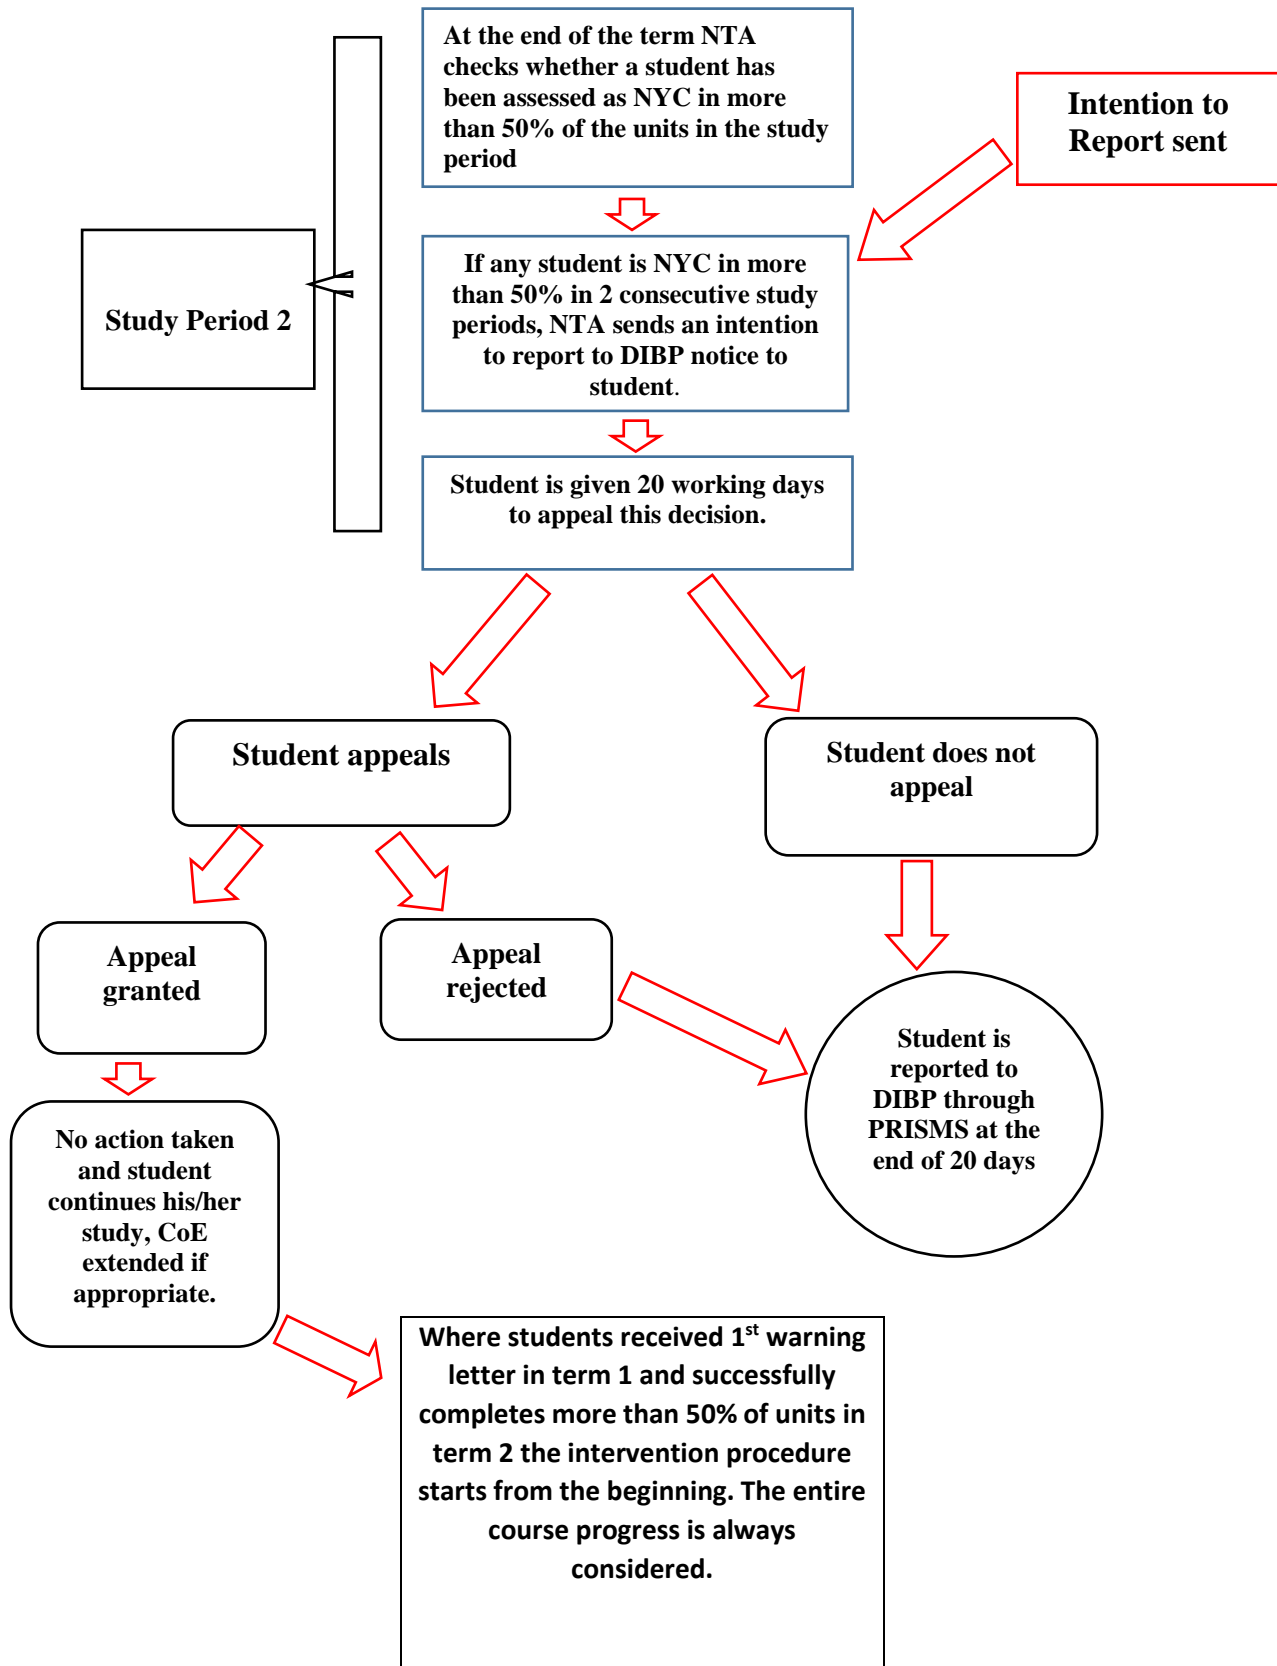 At the end of the term NTA
checks whether a student has
been assessed as NYC in more
than 50% of the units in the study
period
Intention to
Report sent
If any student is NYC in more
than 50% in 2 consecutive study
periods, NTA sends an intention
to report to DIBP notice to
student.
Study Period 2
Student is given 20 working days
to appeal this decision.
Student appeals
Student does not
appeal
Appeal
granted
Appeal
rejected
Student is
reported to
DIBP through
PRISMS at the
end of 20 days
No action taken
and student
continues his/her
study, CoE
extended if
appropriate.
Where students received 1st warning
letter in term 1 and successfully
completes more than 50% of units in
term 2 the intervention procedure
starts from the beginning. The entire
course progress is always
considered.